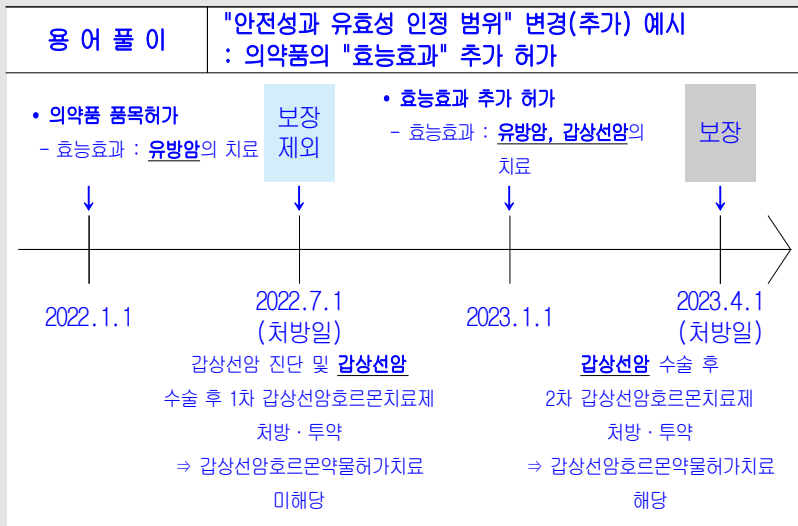 용 어 풀 이
"안전성과 유효성 인정 범위" 변경(추가) 예시
: 의약품의 "효능효과" 추가 허가
• 의약품 품목허가
- 효능효과 : 유방암의 치료
보장
제외
• 효능효과 추가 허가
- 효능효과 : 유방암, 갑상선암의
치료
보장
2022.1.1
2022.7.1
(처방일)
2023.1.1
2023.4.1
(처방일)
갑상선암 진단 및 갑상선암
수술 후 1차 갑상선암호르몬치료제
처방 · 투약
⇒ 갑상선암호르몬약물허가치료
미해당
갑상선암 수술 후
2차 갑상선암호르몬치료제
처방 · 투약
⇒ 갑상선암호르몬약물허가치료
해당